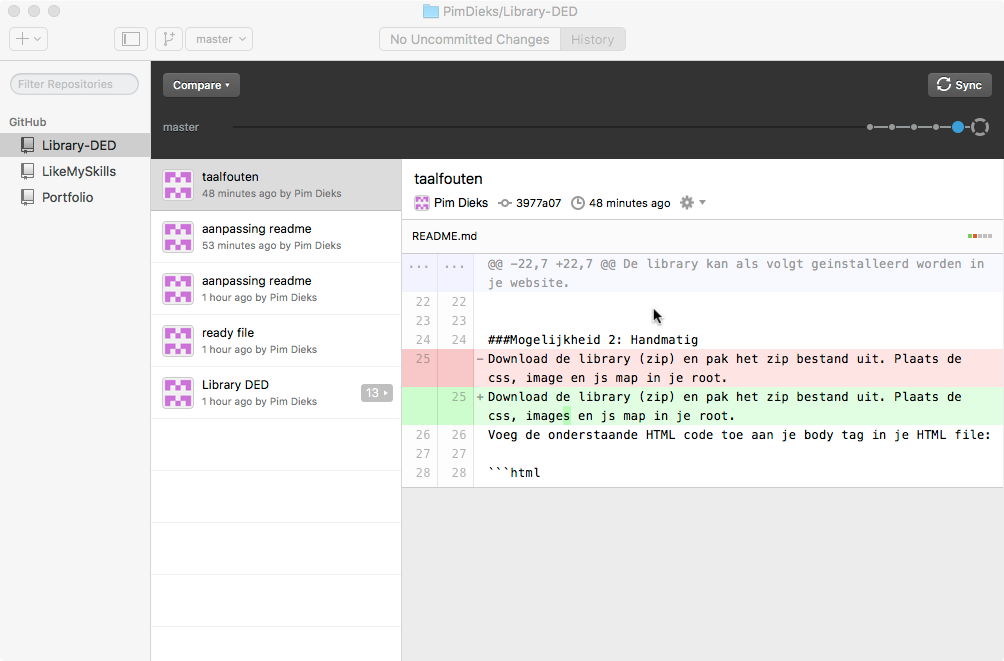 PimDieks/Library-DED
master
No Uncommitted Changes
History
Filter Repositories
GitHub
Library-DED
LikeMySkills
Portfolio
Compare
Sync
master
taalfouten
48 minutes ago by Pim Dieks
aanpassing readme
53 minutes ago by Pim Dieks
aanpassing readme
1 hour ago by Pim Dieks
ready file
1 hour ago by Pim Dieks
Library DED
1 hour ago by Pim Dieks
13
taalfouten
Pim Dieks 3977a07 48 minutes ago
README.md
... ... @@ -22,7 +22,7 @@ De library kan als volgt geinstalleerd worden in
je website.
22 22
23 23
24 24 ###Mogelijkheid 2: Handmatig
25 -Download de library (zip) en pak het zip bestand uit. Plaats de
css, image en js map in je root.
25 +Download de library (zip) en pak het zip bestand uit. Plaats de
css, images en js map in je root.
26 26 Voeg de onderstaande HTML code toe aan je body tag in je HTML file:
27 27
28 28 ```html